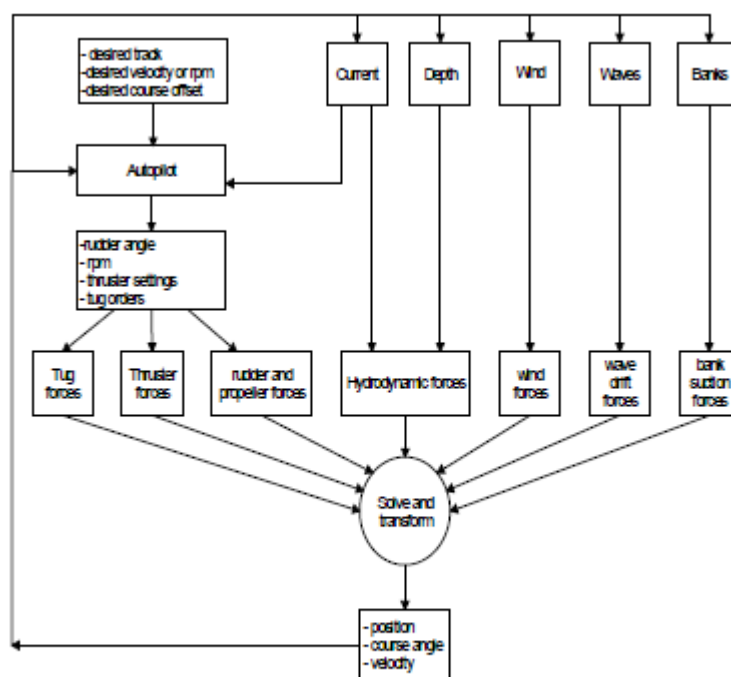 - desired track
-desired velocity or rpm
-desired course offset
Current
Depth
Wind
Waves
Banks
Autopilot
-rudder angle
- rpm
- thruster settings
- tug orders
Tug
forces
Thruster
forces
rudder and
propeller forces
Hydrodynamic forces
wind
forces
wave
drift
forces
bank
suction
forces
Solve and
transform
- position
- course angle
- velocity